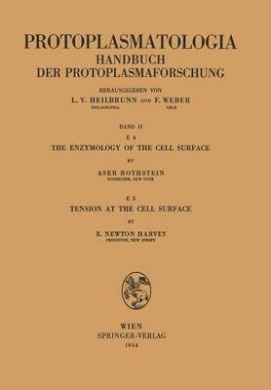 PROTOPLASMATOLOGIA
HANDBUCH
DER PROTOPLASMAFORSCHUNG
HERAUSGEGEBEN VON
L. V. HEILBRUNN UND F. WEBER
PHILADELPHIA GRAZ
BAND II
E 4
THE ENZYMOLOGY OF THE CELL SURFACE
BY
ASER ROTHSTEIN
ROCHESTER, NEW YORK
E 5
TENSION AT THE CELL SURFACE
BY
E. NEWTON HARVEY
PRINCETON, NEW JERSEY
WIEN
SPRINGER-VERLAG
1954